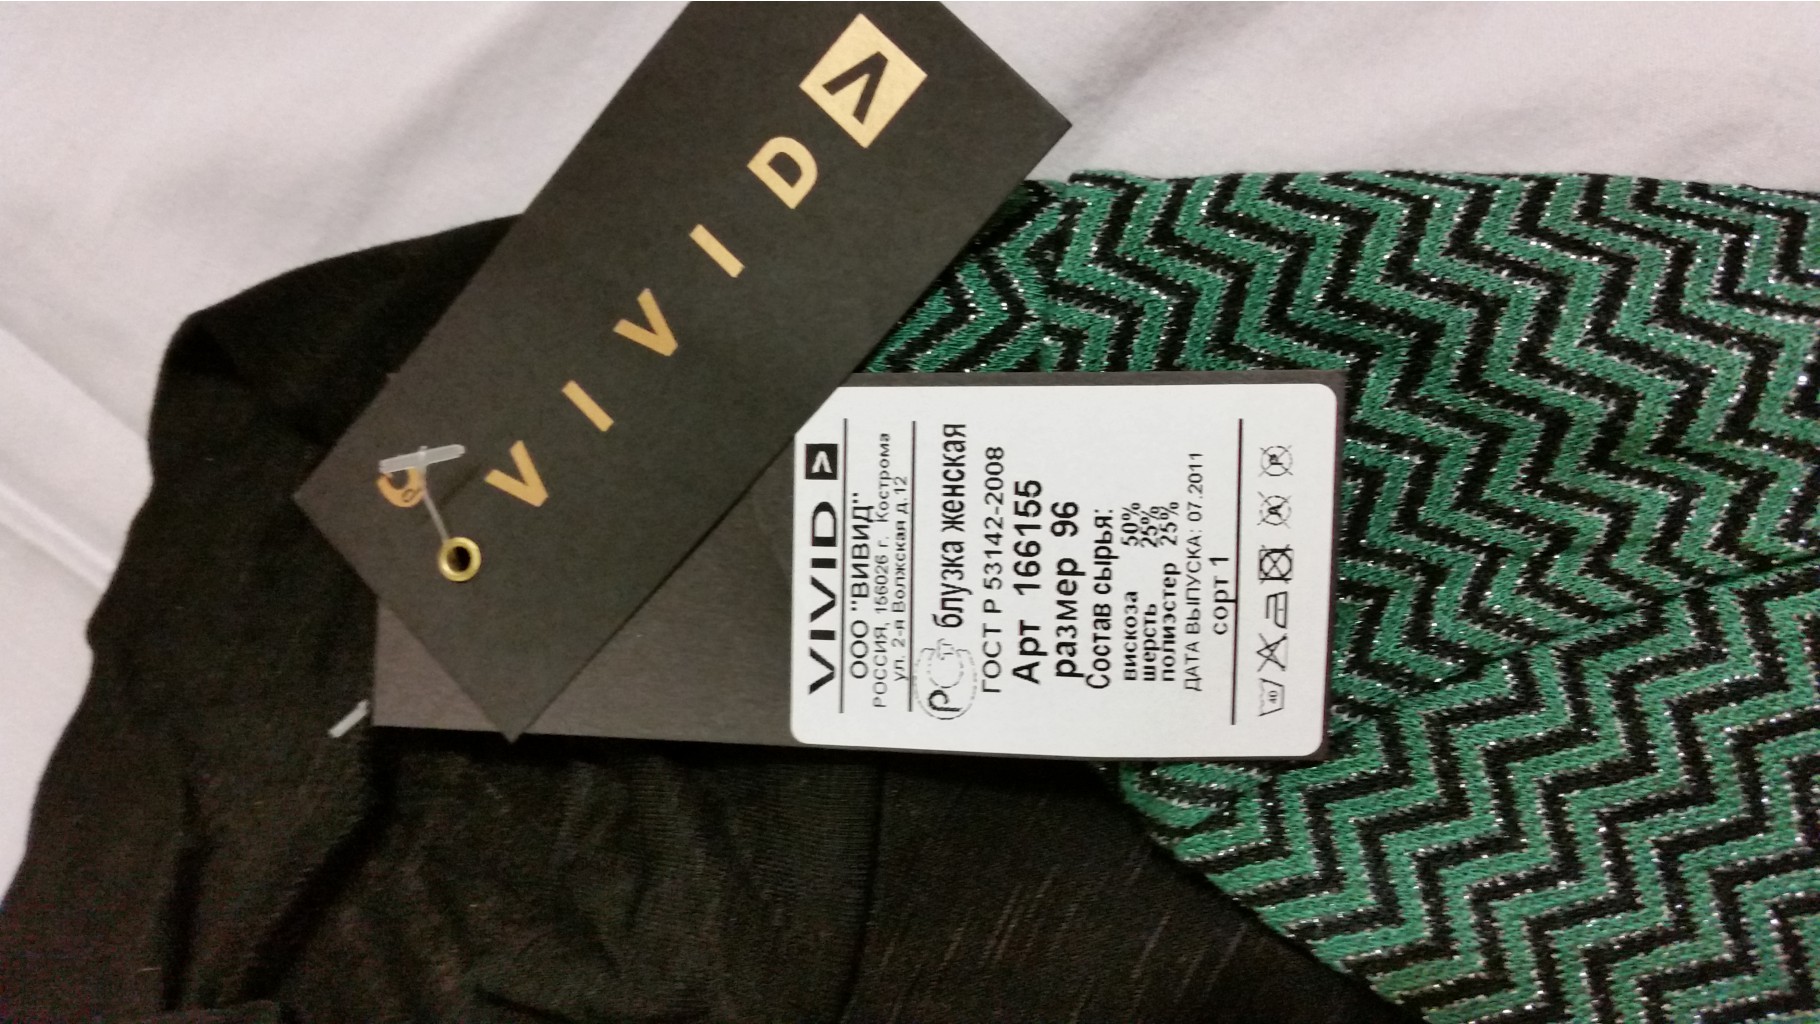 VIVID
VIVID
ООО "ВИВИД"
РОССИЯ, 156026 г. Кострома
ул. 2-я Волжская д.12
блузка женская
ГОСТ Р 53142-2008
Арт 166155
размер 96
Состав сырья:
вискоза 50%
шерсть 25%
полиэстер 25%
ДАТА ВЫПУСКА: 07.2011
сорт 1
40 A P